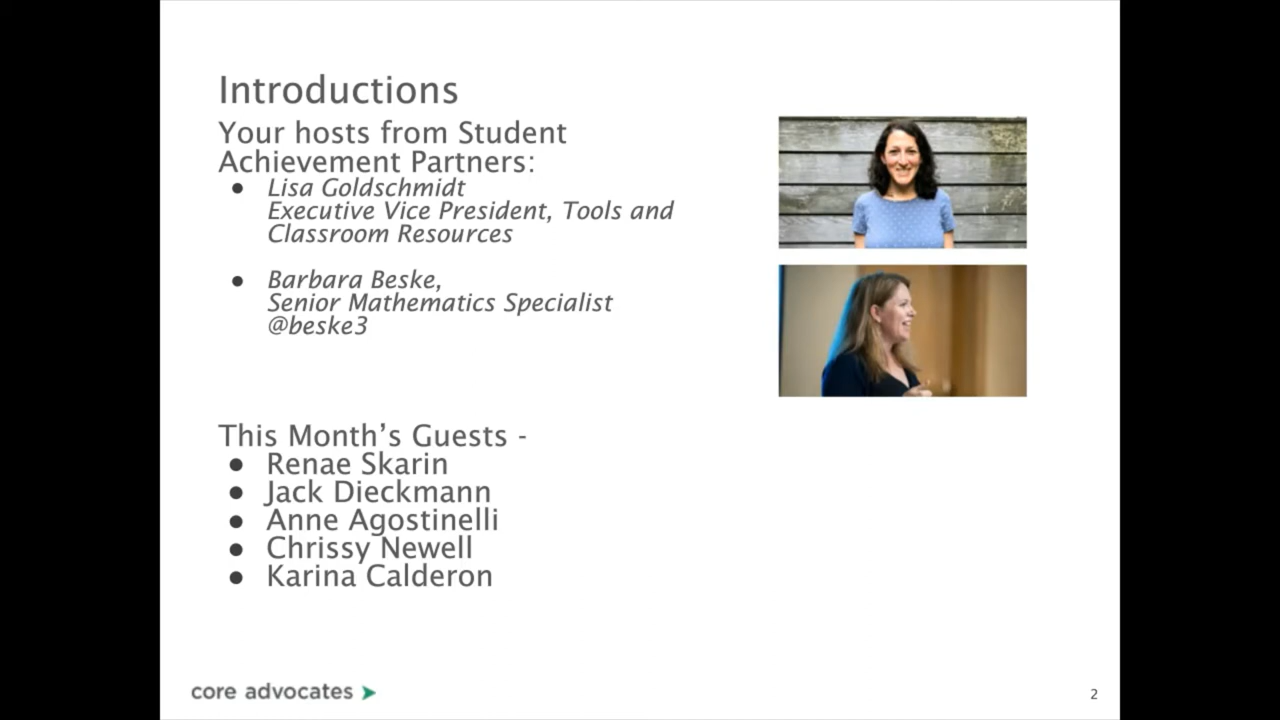 Introductions
Your hosts from Student
Achievement Partners:
● Lisa Goldschmidt
Executive Vice President, Tools and
Classroom Resources
● Barbara Beske,
Senior Mathematics Specialist
@beske3
This Month’s Guests -
● Renae Skarin
● Jack Dieckmann
● Anne Agostinelli
● Chrissy Newell
● Karina Calderon
core advocates
2